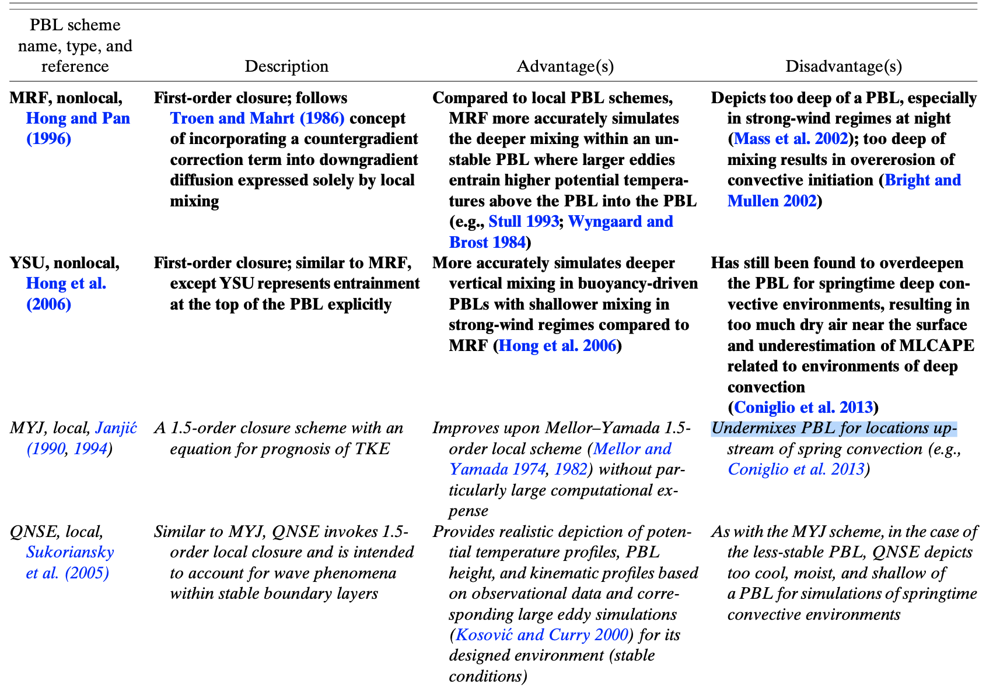 PBL scheme
name, type, and
reference
Description
Advantage(s)
Disadvantage(s)
MRF, nonlocal,
Hong and Pan
(1996)
First-order closure; follows
Troen and Mahrt (1986) concept
of incorporating a countergradient
correction term into downgradient
diffusion expressed solely by local
mixing
Compared to local PBL schemes,
MRF more accurately simulates
the deeper mixing within an un-
stable PBL where larger eddies
entrain higher potential tempera-
tures above the PBL into the PBL
(e.g., Stull 1993; Wyngaard and
Brost 1984)
Depicts too deep of a PBL, especially
in strong-wind regimes at night
(Mass et al. 2002); too deep of
mixing results in overerosion of
convective initiation (Bright and
Mullen 2002)
YSU, nonlocal,
Hong et al.
(2006)
First-order closure; similar to MRF,
except YSU represents entrainment
at the top of the PBL explicitly
More accurately simulates deeper
vertical mixing in buoyancy-driven
PBLs with shallower mixing in
strong-wind regimes compared to
MRF (Hong et al. 2006)
Has still been found to overdeepen
the PBL for springtime deep con-
vective environments, resulting in
too much dry air near the surface
and underestimation of MLCAPE
related to environments of deep
convection
(Coniglio et al. 2013)
MYJ, local, Janjić
(1990, 1994)
A 1.5-order closure scheme with an
equation for prognosis of TKE
Improves upon Mellor–Yamada 1.5-
order local scheme (Mellor and
Yamada 1974, 1982) without par-
ticularly large computational ex-
pense
Undermixes PBL for locations up-
stream of spring convection (e.g.,
Coniglio et al. 2013)
QNSE, local,
Sukoriansky
et al. (2005)
Similar to MYJ, QNSE invokes 1.5-
order local closure and is intended
to account for wave phenomena
within stable boundary layers
Provides realistic depiction of poten-
tial temperature profiles, PBL
height, and kinematic profiles based
on observational data and corre-
sponding large eddy simulations
(Kosović and Curry 2000) for its
designed environment (stable
conditions)
As with the MYJ scheme, in the case of
the less-stable PBL, QNSE depicts
too cool, moist, and shallow of
a PBL for simulations of springtime
convective environments